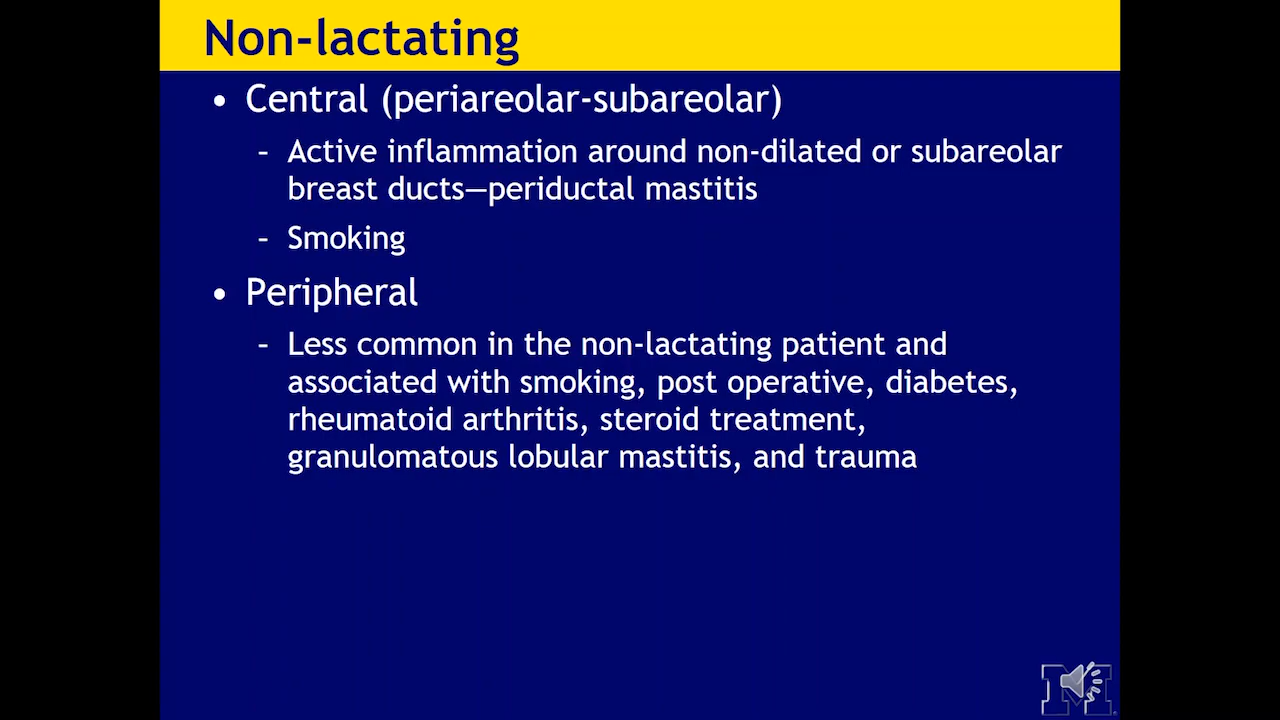 Non-lactating
• Central (periareolar-subareolar)
– Active inflammation around non-dilated or subareolar
breast ducts—periductal mastitis
– Smoking
• Peripheral
– Less common in the non-lactating patient and
associated with smoking, post operative, diabetes,
rheumatoid arthritis, steroid treatment,
granulomatous lobular mastitis, and trauma
M